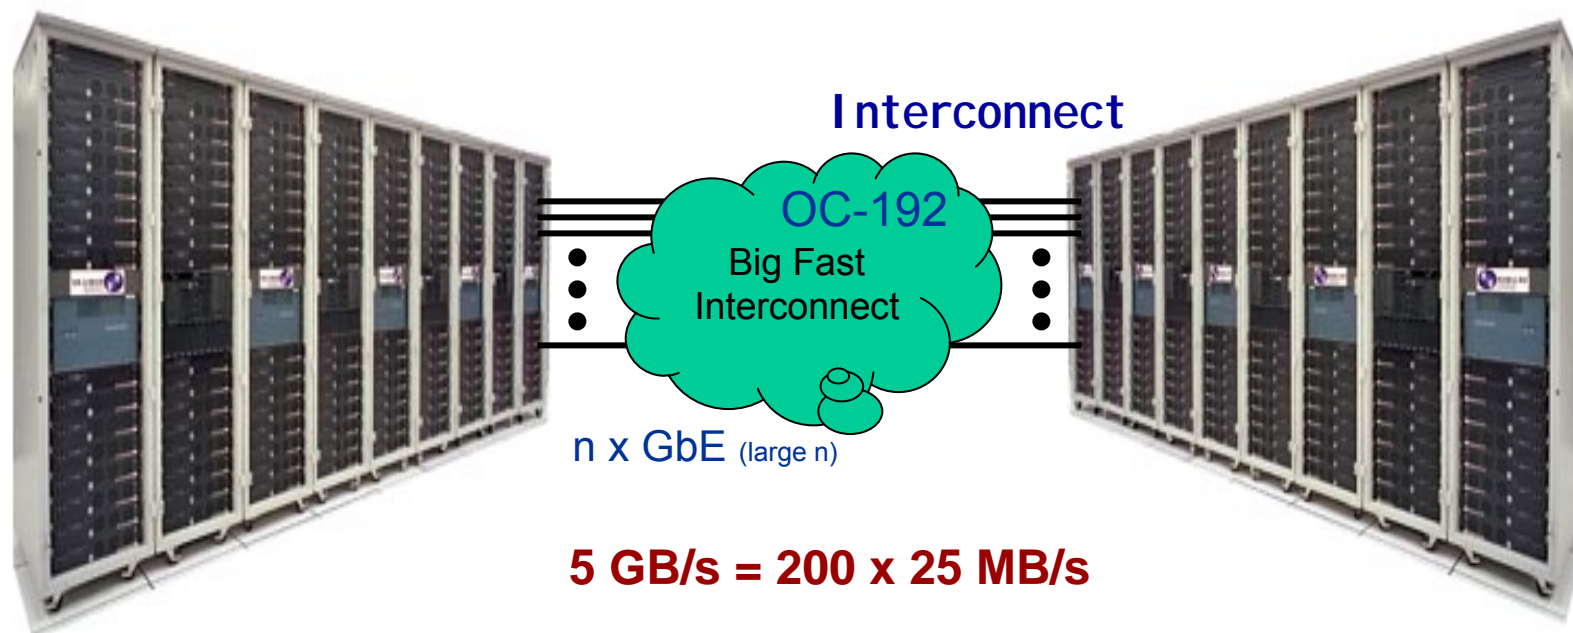 Interconnect
OC-192
Big Fast
Interconnect
n x GbE (large n)
5 GB/s = 200 x 25 MB/s